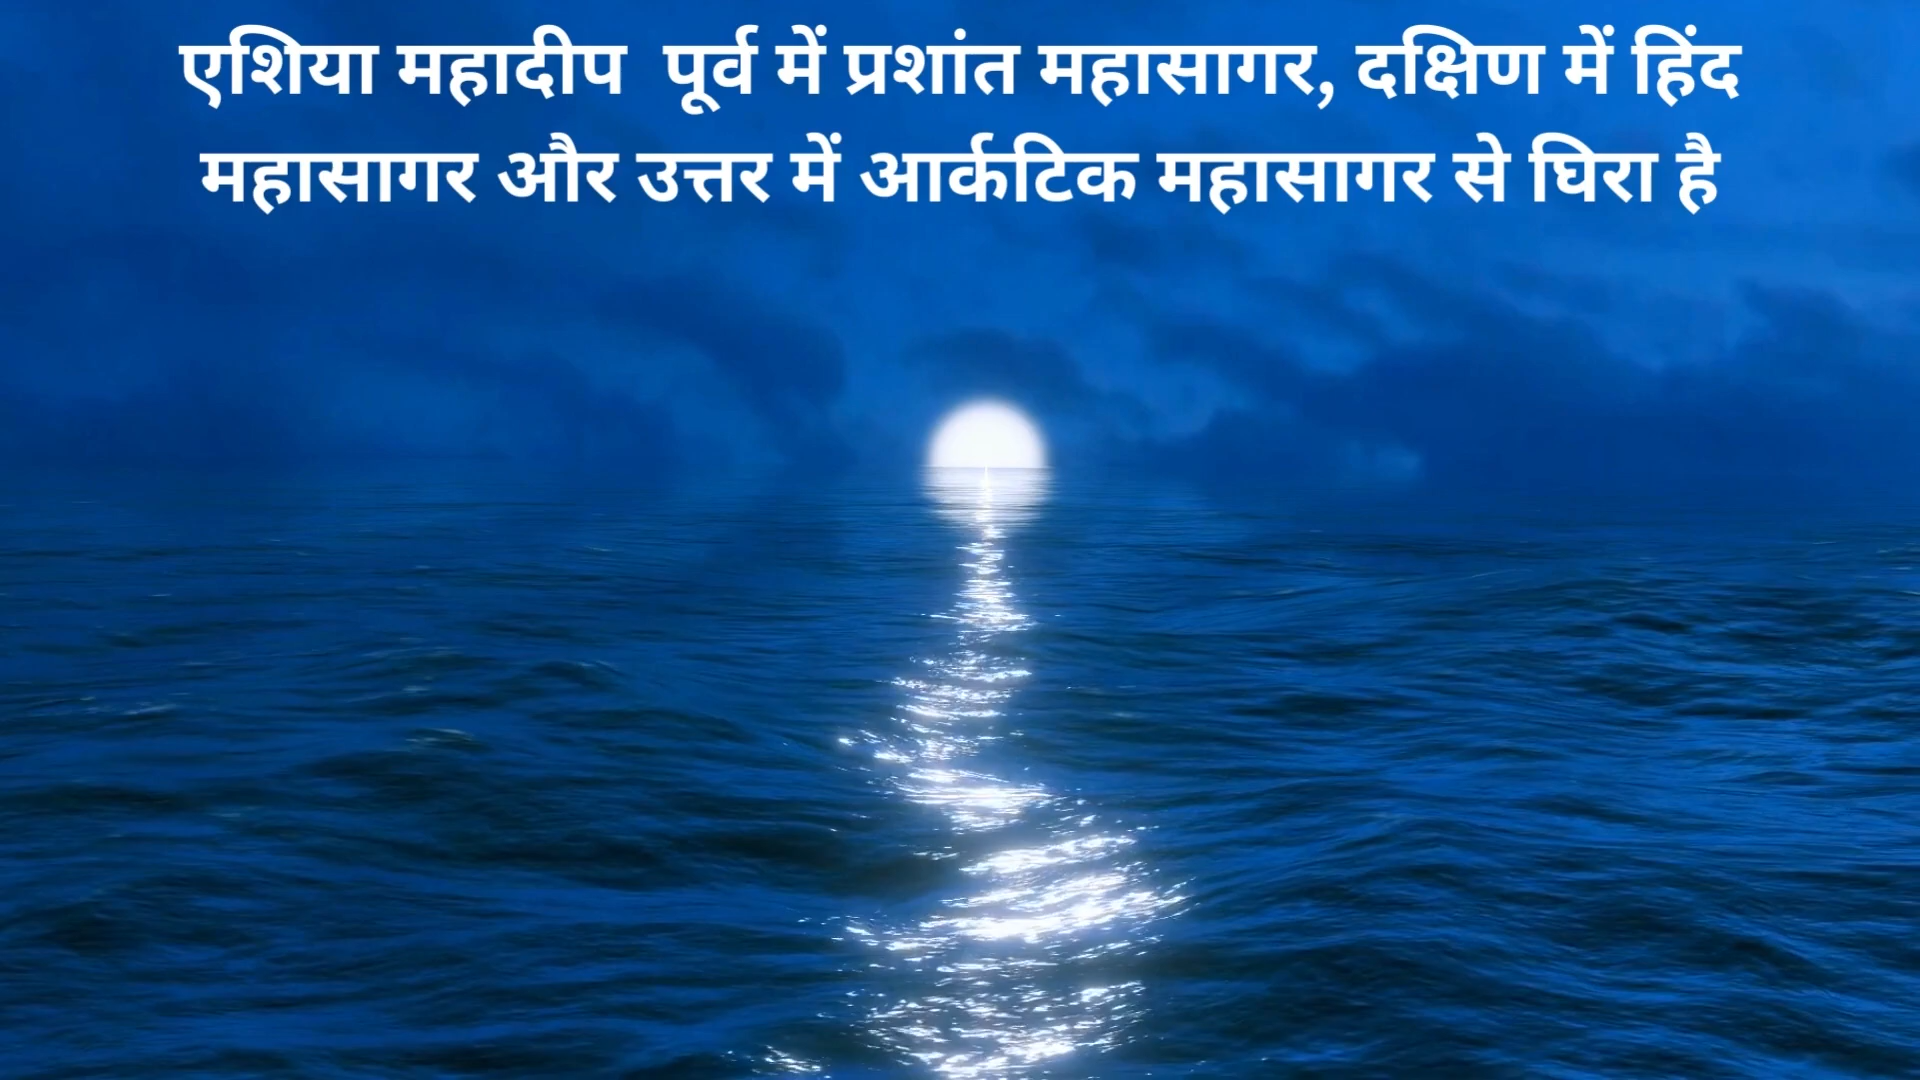 एशिया महादीप पूर्व में प्रशांत महासागर, दक्षिण में हिंद
महासागर और उत्तर में आर्कटिक महासागर से घिरा है